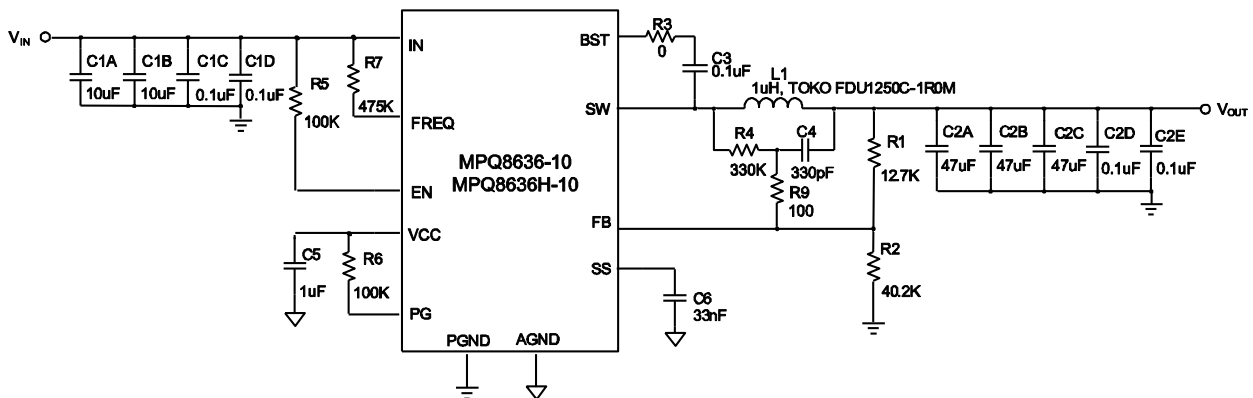 V_IN
C1A
10uF
C1B
10uF
C1C
0.1uF
C1D
0.1uF
R5
100K
R7
475K
IN
FREQ
EN
VCC
PG
PGND
AGND
MPQ8636-10
MPQ8636H-10
BST
SW
FB
SS
C5
1uF
R6
100K
R3
0
C3
0.1uF
L1
1uH, TOKO FDU1250C-1R0M
R4
330K
C4
330pF
R9
100
R1
12.7K
R2
40.2K
C6
33nF
C2A
47uF
C2B
47uF
C2C
47uF
C2D
0.1uF
C2E
0.1uF
V_OUT